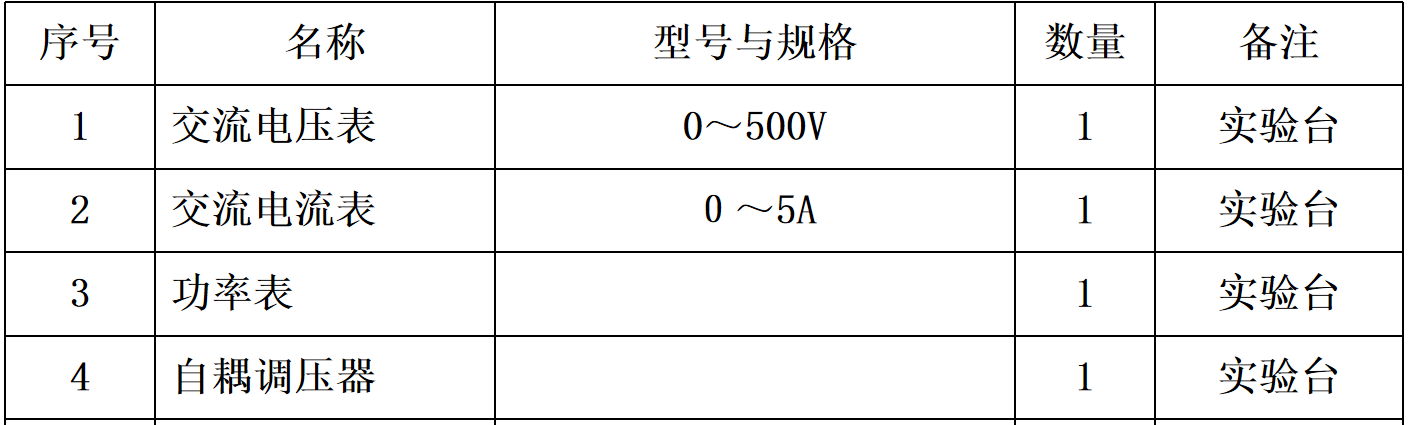 序号 名称 型号与规格 数量 备注
1 交流电压表 0～500V 1 实验台
2 交流电流表 0 ～5A 1 实验台
3 功率表 1 实验台
4 自耦调压器 1 实验台